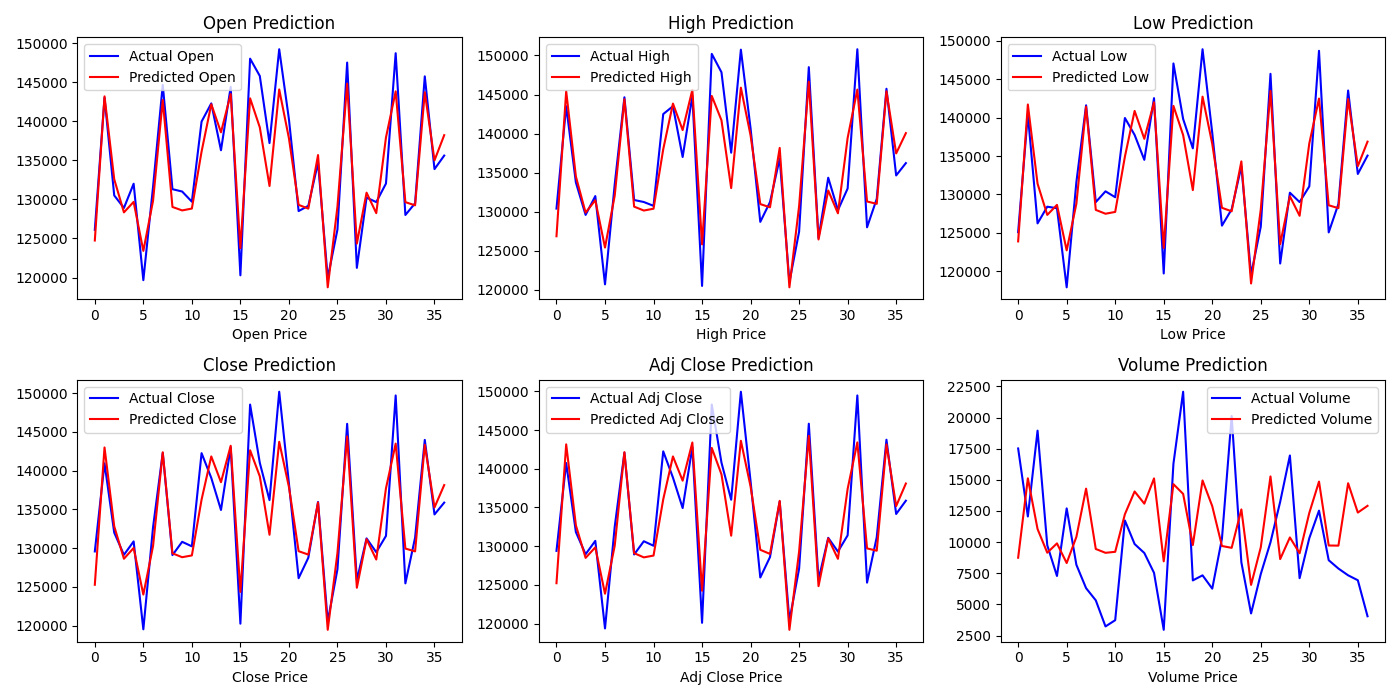 Open Prediction
150000
145000
140000
135000
130000
125000
120000
Actual Open
Predicted Open
0 5 10 15 20 25 30 35
Open Price
High Prediction
150000
145000
140000
135000
130000
125000
120000
Actual High
Predicted High
0 5 10 15 20 25 30 35
High Price
Low Prediction
150000
145000
140000
135000
130000
125000
120000
Actual Low
Predicted Low
0 5 10 15 20 25 30 35
Low Price
Close Prediction
150000
145000
140000
135000
130000
125000
120000
Actual Close
Predicted Close
0 5 10 15 20 25 30 35
Close Price
Adj Close Prediction
150000
145000
140000
135000
130000
125000
120000
Actual Adj Close
Predicted Adj Close
0 5 10 15 20 25 30 35
Adj Close Price
Volume Prediction
22500
20000
17500
15000
12500
10000
7500
5000
2500
Actual Volume
Predicted Volume
0 5 10 15 20 25 30 35
Volume Price